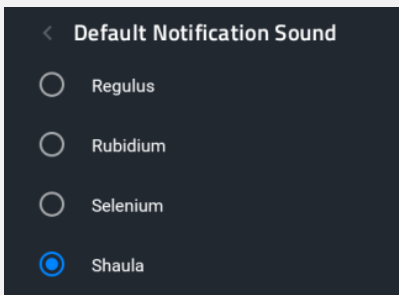 Default Notification Sound
Regulus
Rubidium
Selenium
Shaula